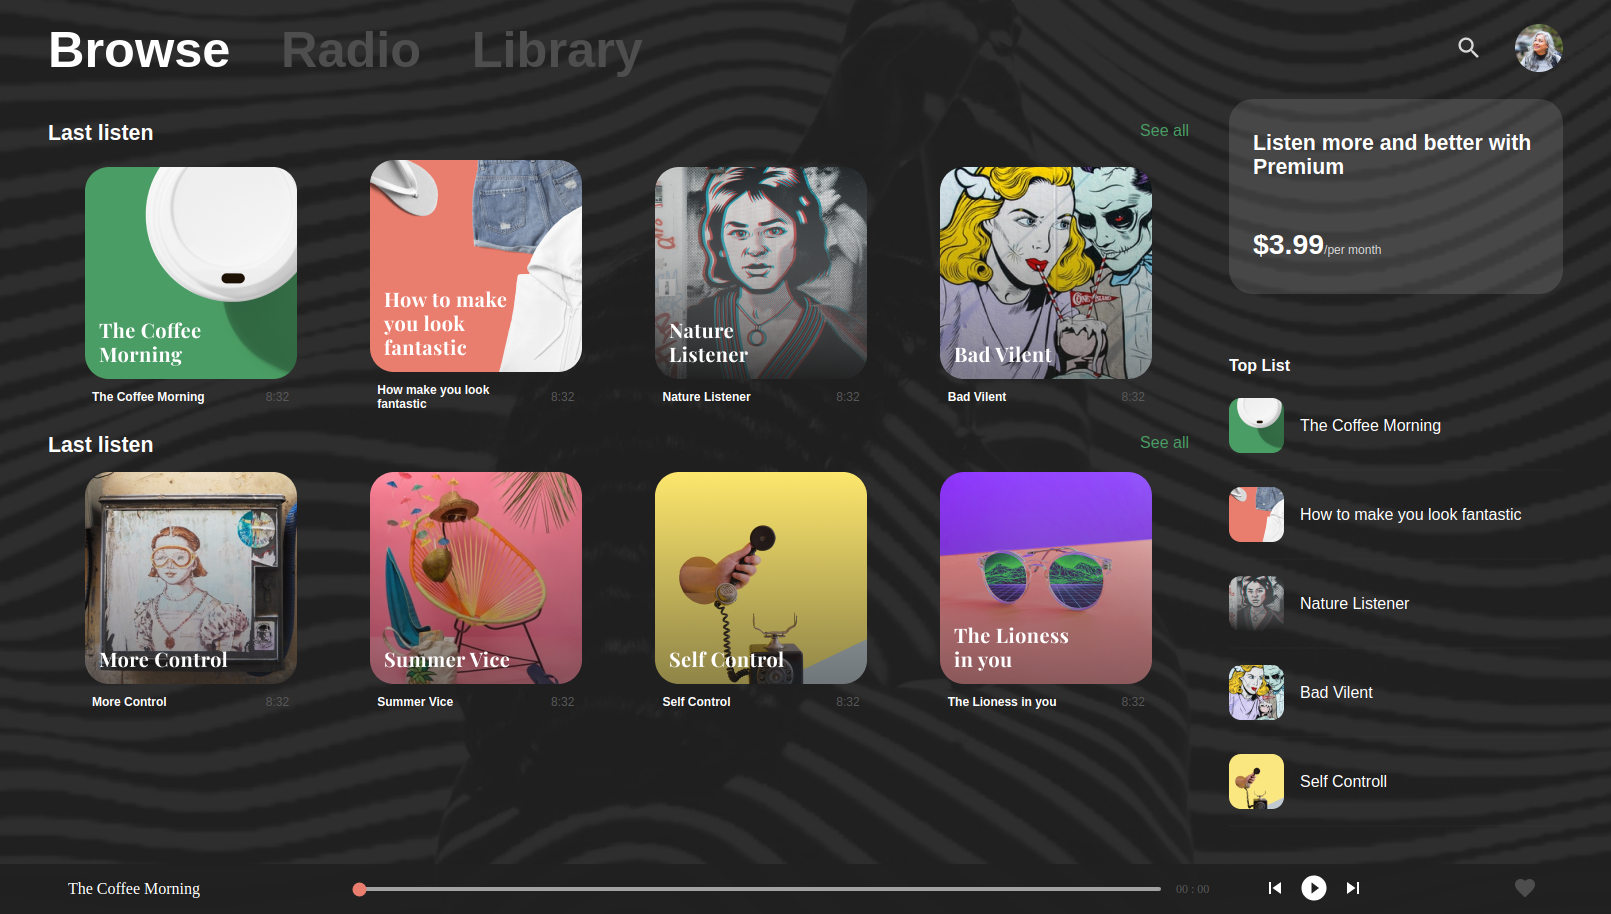 Browse Radio Library
Last listen
See all
The Coffee
Morning
The Coffee Morning
8:32
How to make
you look
fantastic
How make you look
fantastic
8:32
Nature
Listener
Nature Listener
8:32
Bad Vilent
CONEY ISLAND
Bad Vilent
8:32
Last listen
See all
More Control
More Control
8:32
Summer Vice
Summer Vice
8:32
Self Control
Self Control
8:32
The Lioness
in you
The Lioness in you
8:32
Listen more and better with
Premium
$3.99/per month
Top List
The Coffee Morning
How to make you look fantastic
Nature Listener
Bad Vilent
Self Controll
The Coffee Morning
00 : 00